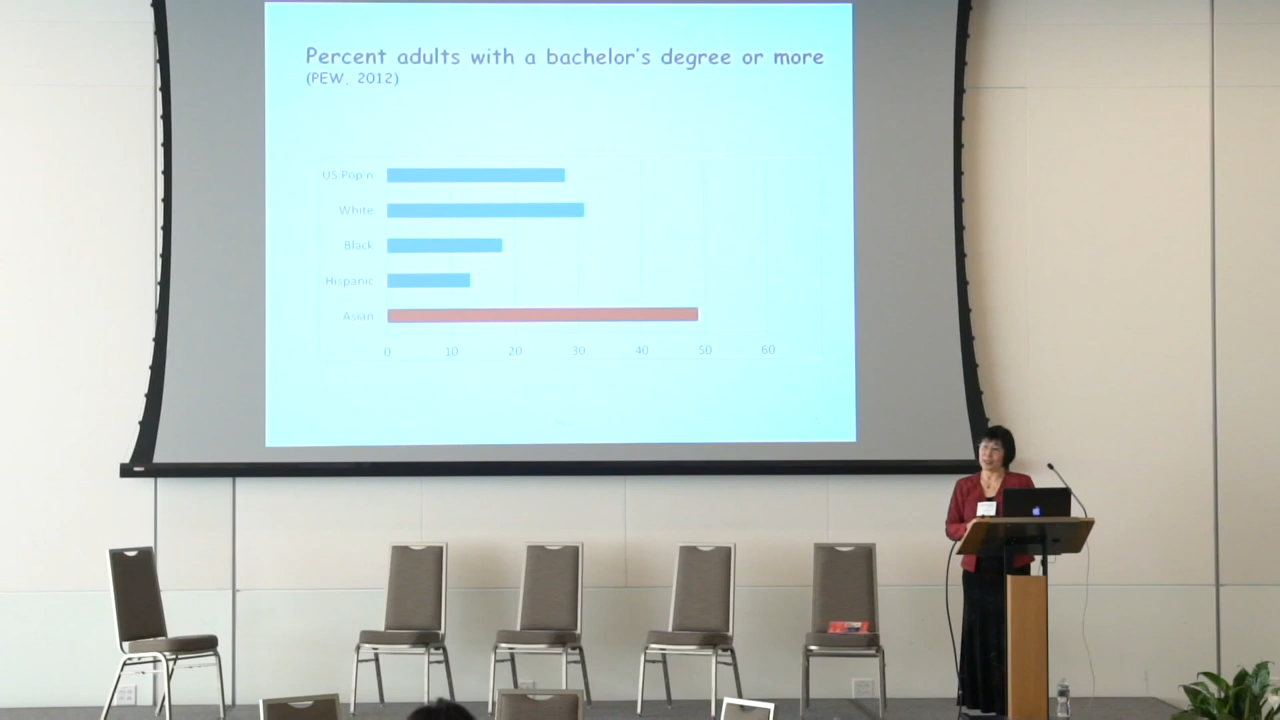 Percent adults with a bachelor's degree or more
(PEW, 2012)
US Pop'n
White
Black
Hispanic
Asian
0 10 20 30 40 50 60